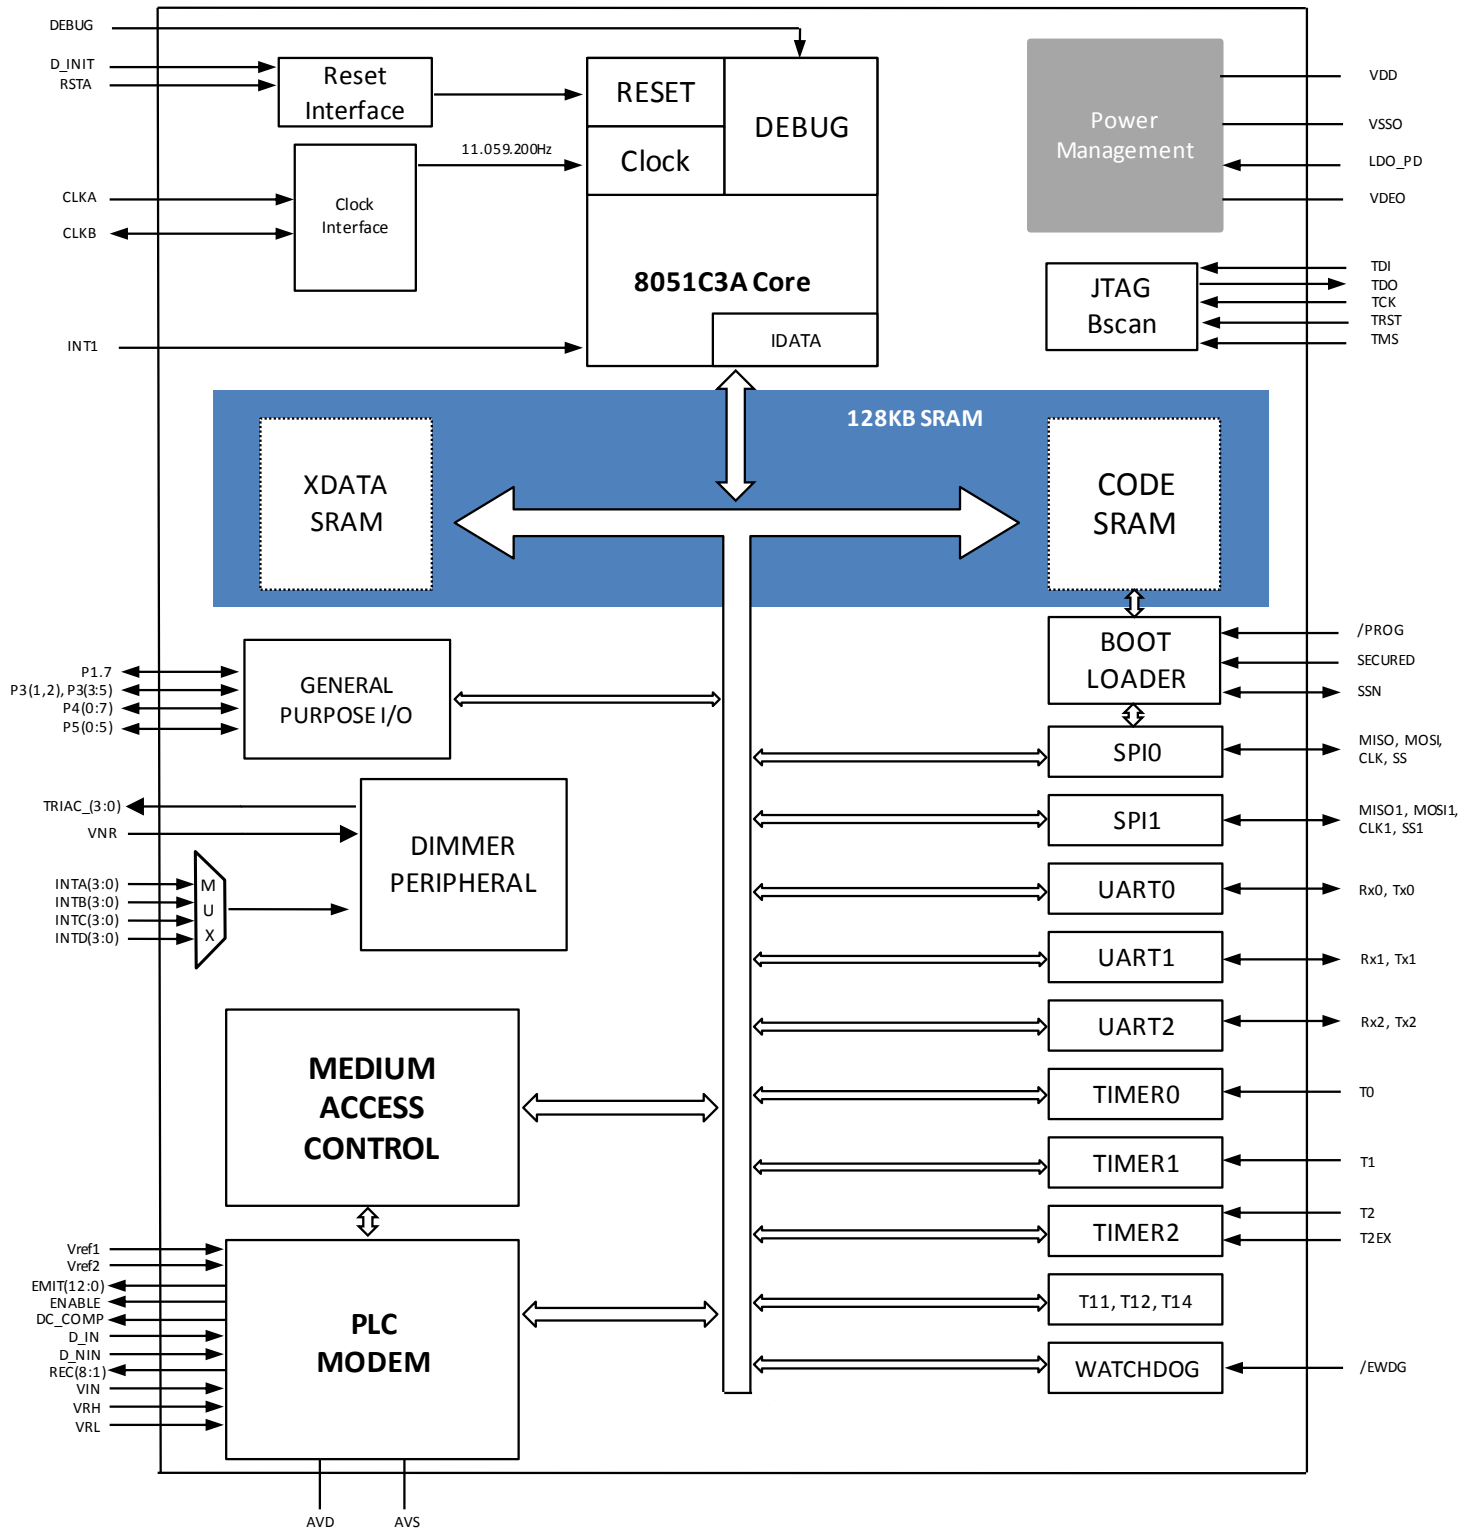 DEBUG
D_INIT
RSTA
Reset
Interface
RESET
DEBUG
11.059.200Hz
Clock
CLKA
CLKB
Clock
Interface
8051C3A Core
INT1
IDATA
Power
Management
VDD
VSSO
LDO_PD
VDEO
JTAG
Bscan
TDI
TDO
TCK
TRST
TMS
128KB SRAM
XDATA
SRAM
CODE
SRAM
BOOT
LOADER
/PROG
SECURED
SSN
P1.7
P3(1,2), P3(3:5)
P4(0:7)
P5(0:5)
GENERAL
PURPOSE I/O
SPI0
MISO, MOSI,
CLK, SS
TRIAC_(3:0)
VNR
DIMMER
PERIPHERAL
SPI1
MISO1, MOSI1,
CLK1, SS1
INTA(3:0)
INTB(3:0)
INTC(3:0)
INTD(3:0)
M
U
X
UART0
Rx0, Tx0
UART1
Rx1, Tx1
UART2
Rx2, Tx2
MEDIUM
ACCESS
CONTROL
TIMER0
T0
TIMER1
T1
TIMER2
T2
T2EX
Vref1
Vref2
EMIT(12:0)
ENABLE
DC_COMP
D_IN
D_NIN
REC(8:1)
VIN
VRH
VRL
PLC
MODEM
T11, T12, T14
WATCHDOG
/EWDG
AVD
AVS